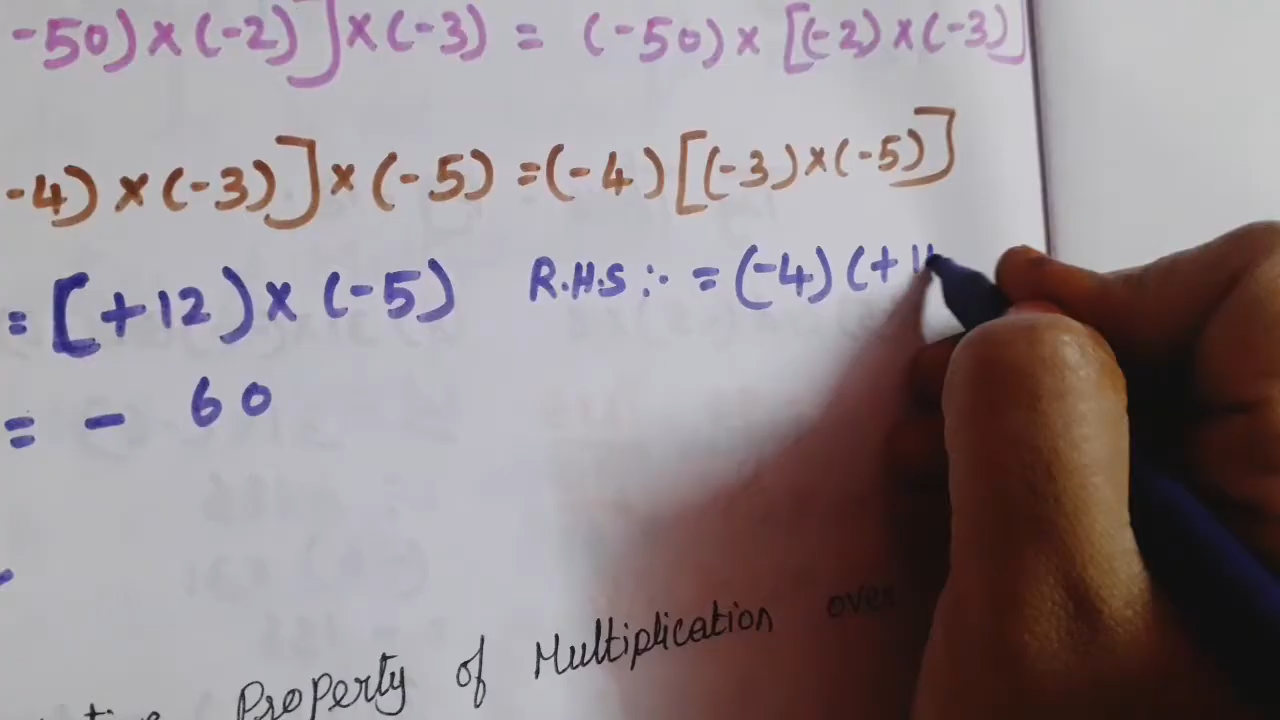 -50) × (-2)] × (-3) = (-50) × [(-2) × (-3)]
-4) × (-3)] × (-5) = (-4) [(-3) × (-5)]
= [+12) × (-5) R.H.S :- = (-4) (+1
= - 60
Property of Multiplication over